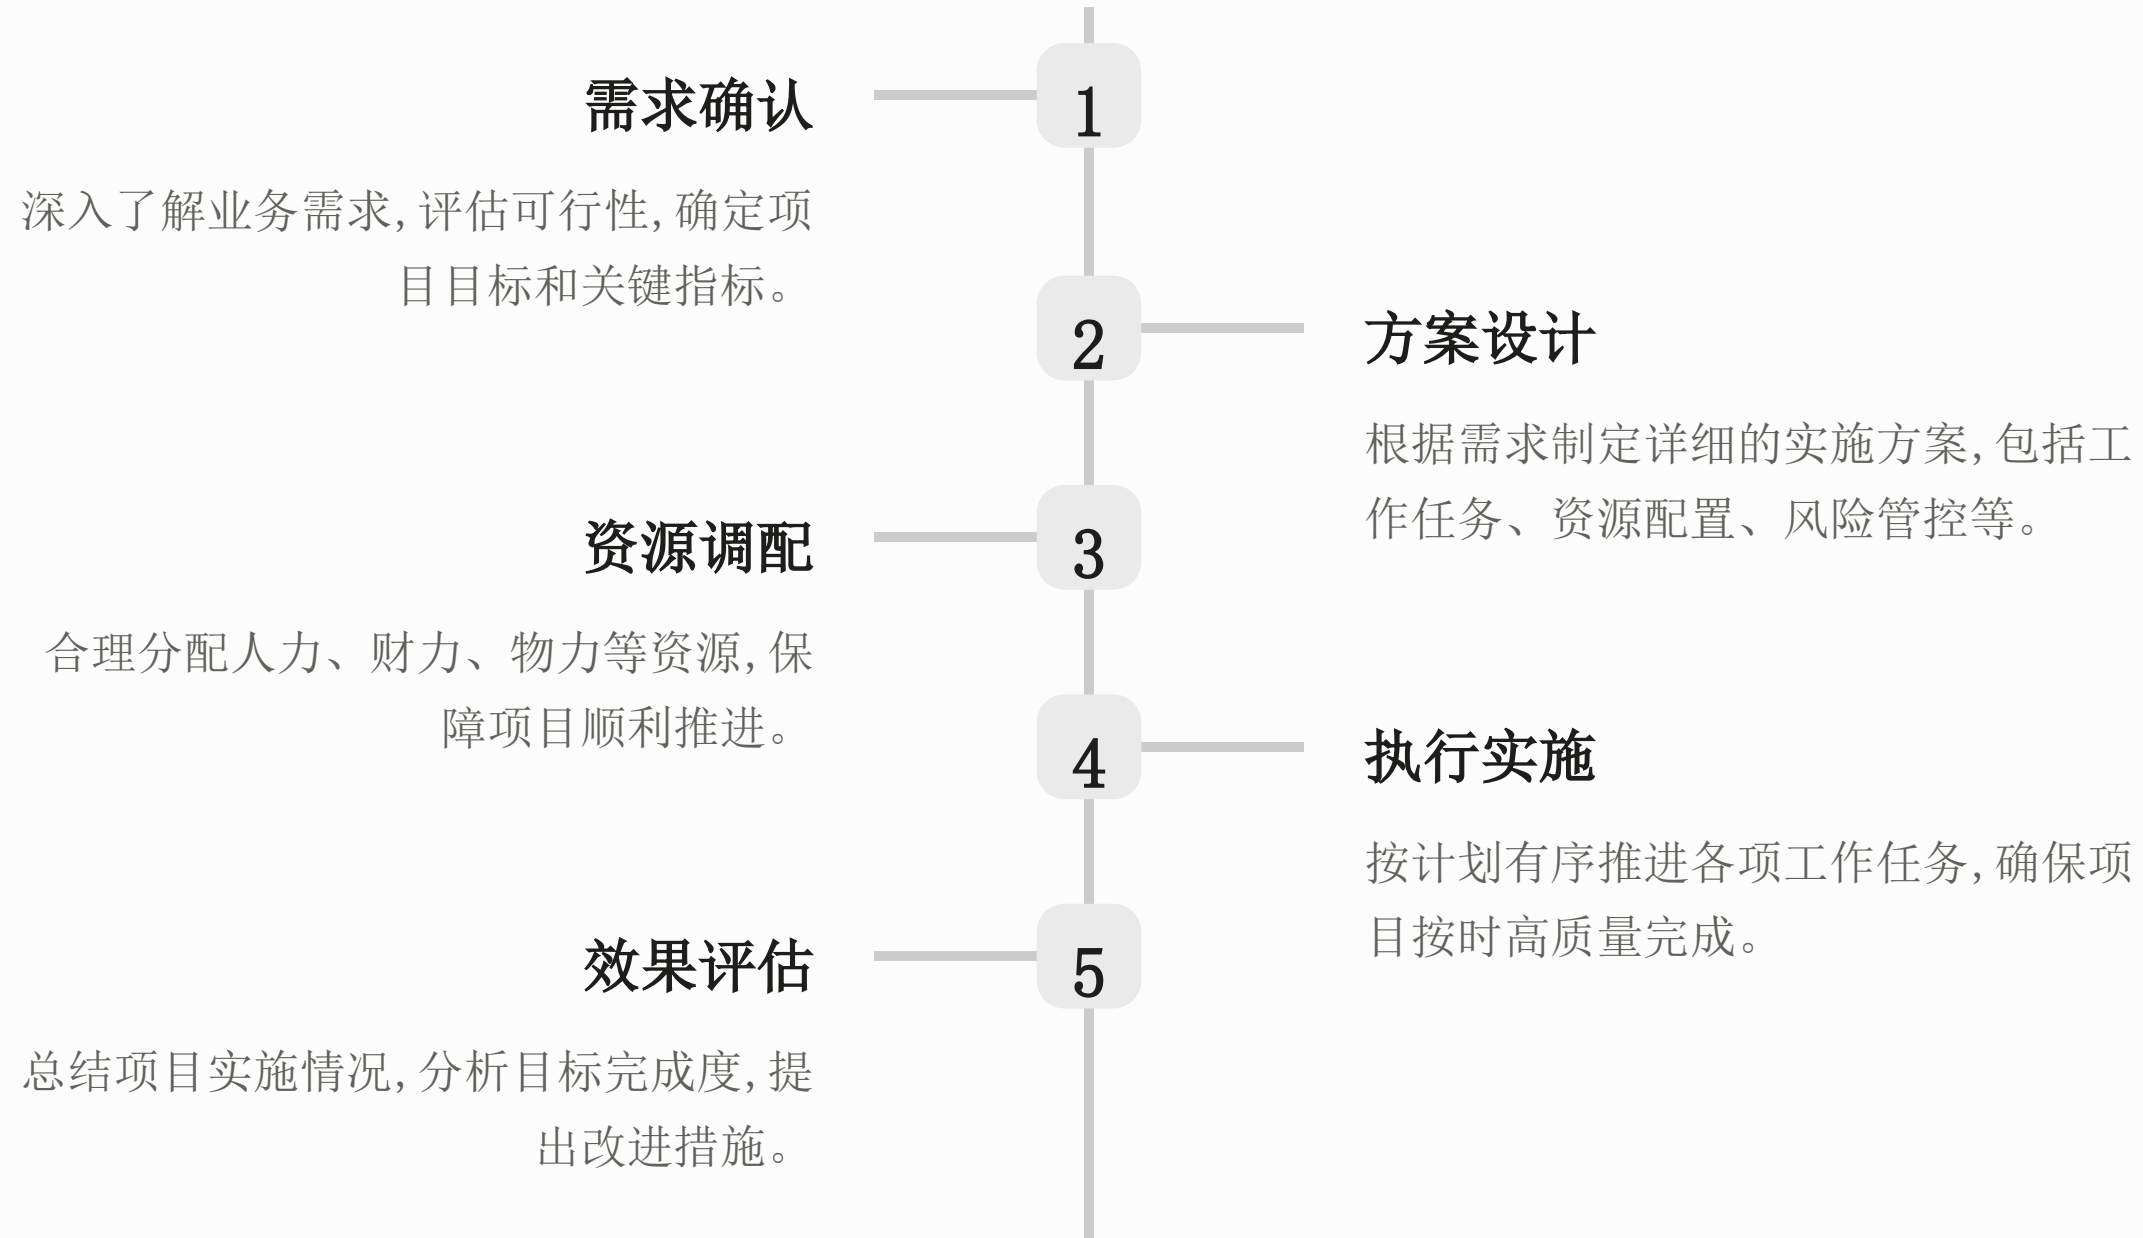 1
需求确认
深入了解业务需求,评估可行性,确定项
目目标和关键指标。
2
方案设计
根据需求制定详细的实施方案,包括工
作任务、资源配置、风险管控等。
3
资源调配
合理分配人力、财力、物力等资源,保
障项目顺利推进。
4
执行实施
按计划有序推进各项工作任务,确保项
目按时高质量完成。
5
效果评估
总结项目实施情况,分析目标完成度,提
出改进措施。